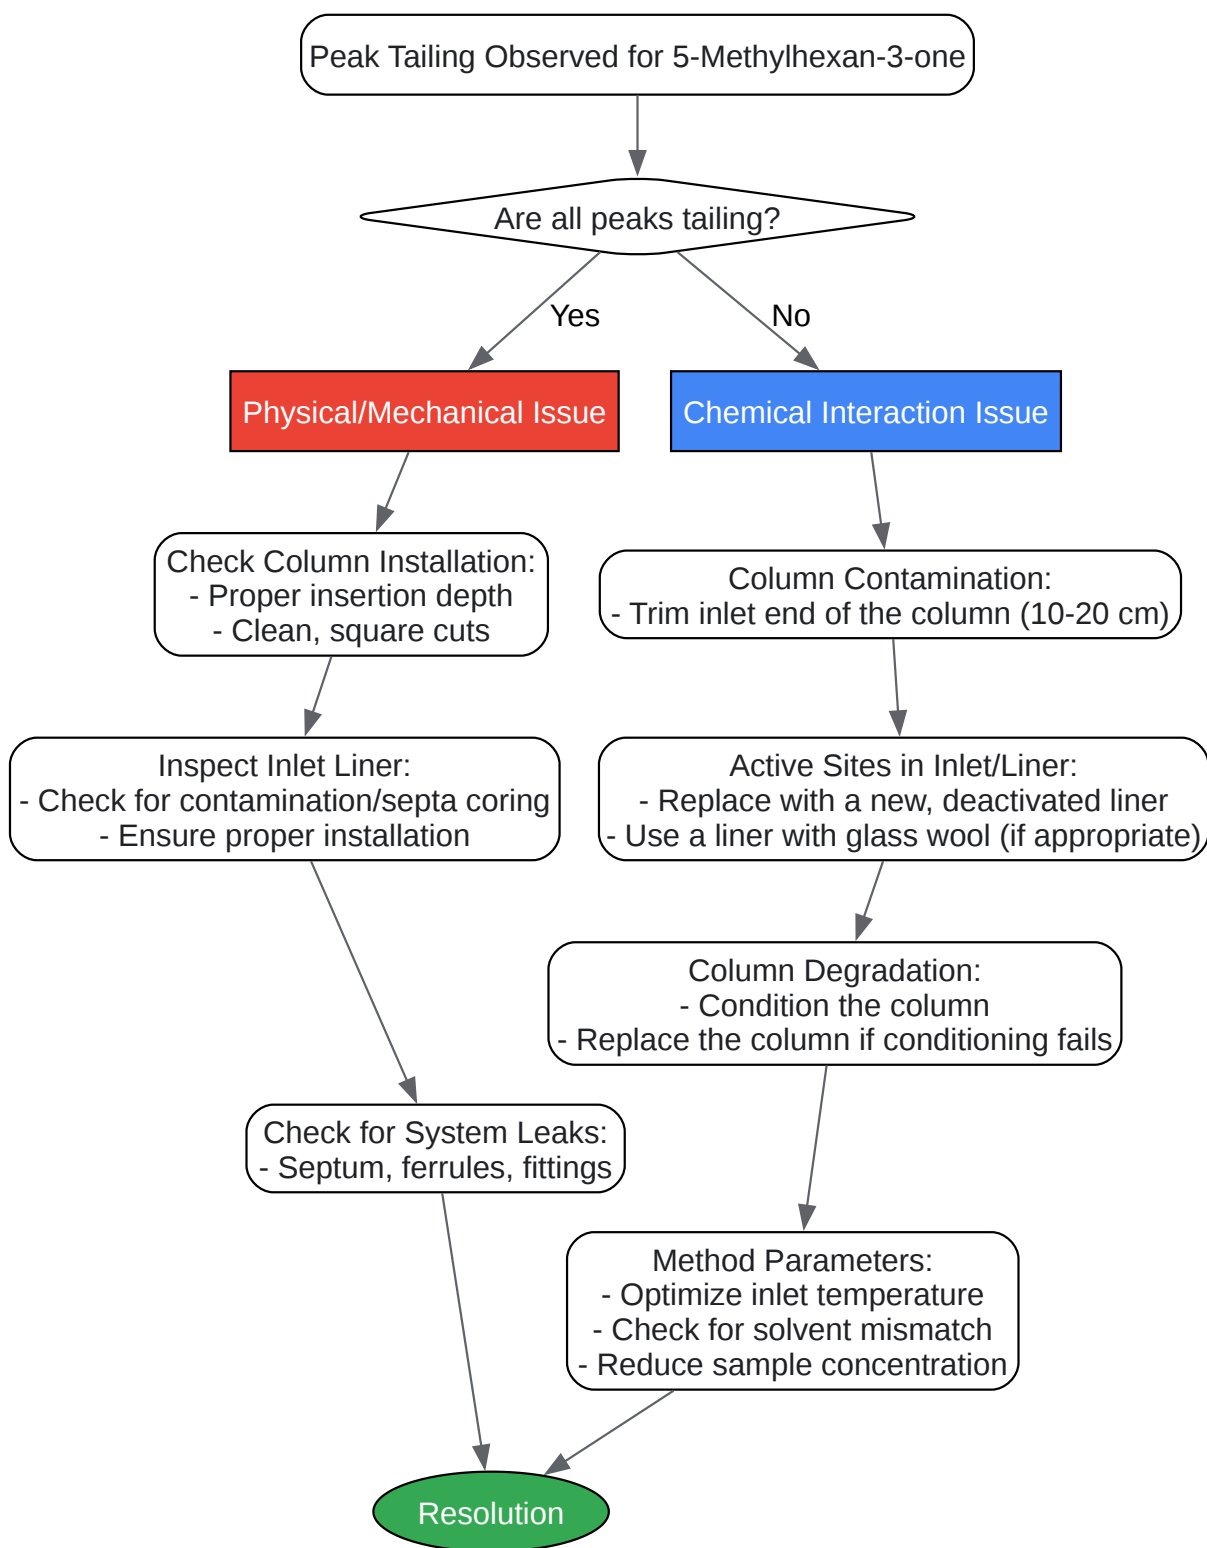 Peak Tailing Observed for 5-Methylhexan-3-one
Are all peaks tailing?
Yes
No
Physical/Mechanical Issue
Chemical Interaction Issue
Check Column Installation:
- Proper insertion depth
- Clean, square cuts
Column Contamination:
- Trim inlet end of the column (10-20 cm)
Inspect Inlet Liner:
- Check for contamination/septa coring
- Ensure proper installation
Active Sites in Inlet/Liner:
- Replace with a new, deactivated liner
- Use a liner with glass wool (if appropriate)
Column Degradation:
- Condition the column
- Replace the column if conditioning fails
Check for System Leaks:
- Septum, ferrules, fittings
Method Parameters:
- Optimize inlet temperature
- Check for solvent mismatch
- Reduce sample concentration
Resolution